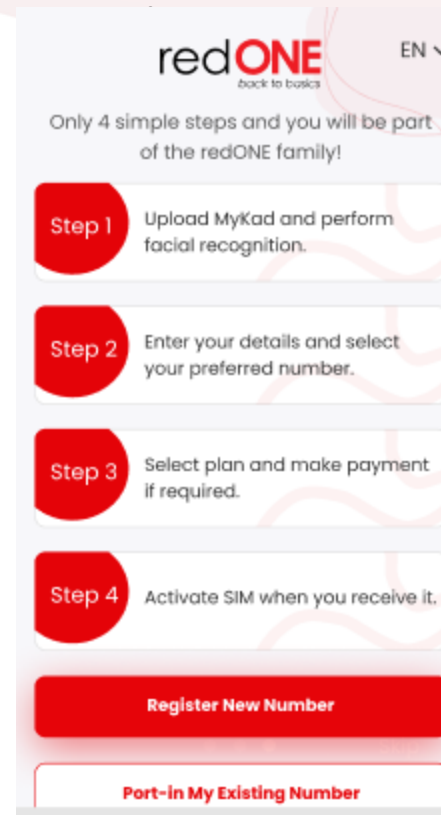 redONE
back to basics
EN
Only 4 simple steps and you will be part
of the redONE family!
Step 1
Upload MyKad and perform
facial recognition.
Step 2
Enter your details and select
your preferred number.
Step 3
Select plan and make payment
if required.
Step 4
Activate SIM when you receive it.
Register New Number
Port-in My Existing Number